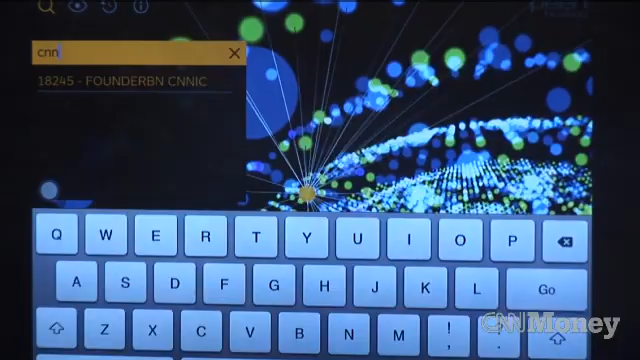 cnn
18245 - FOUNDERBN CNNIC
Q W E R T Y U I O P
A S D F G H J K L Go
Z X C V B N M ! , .
CNNMoney